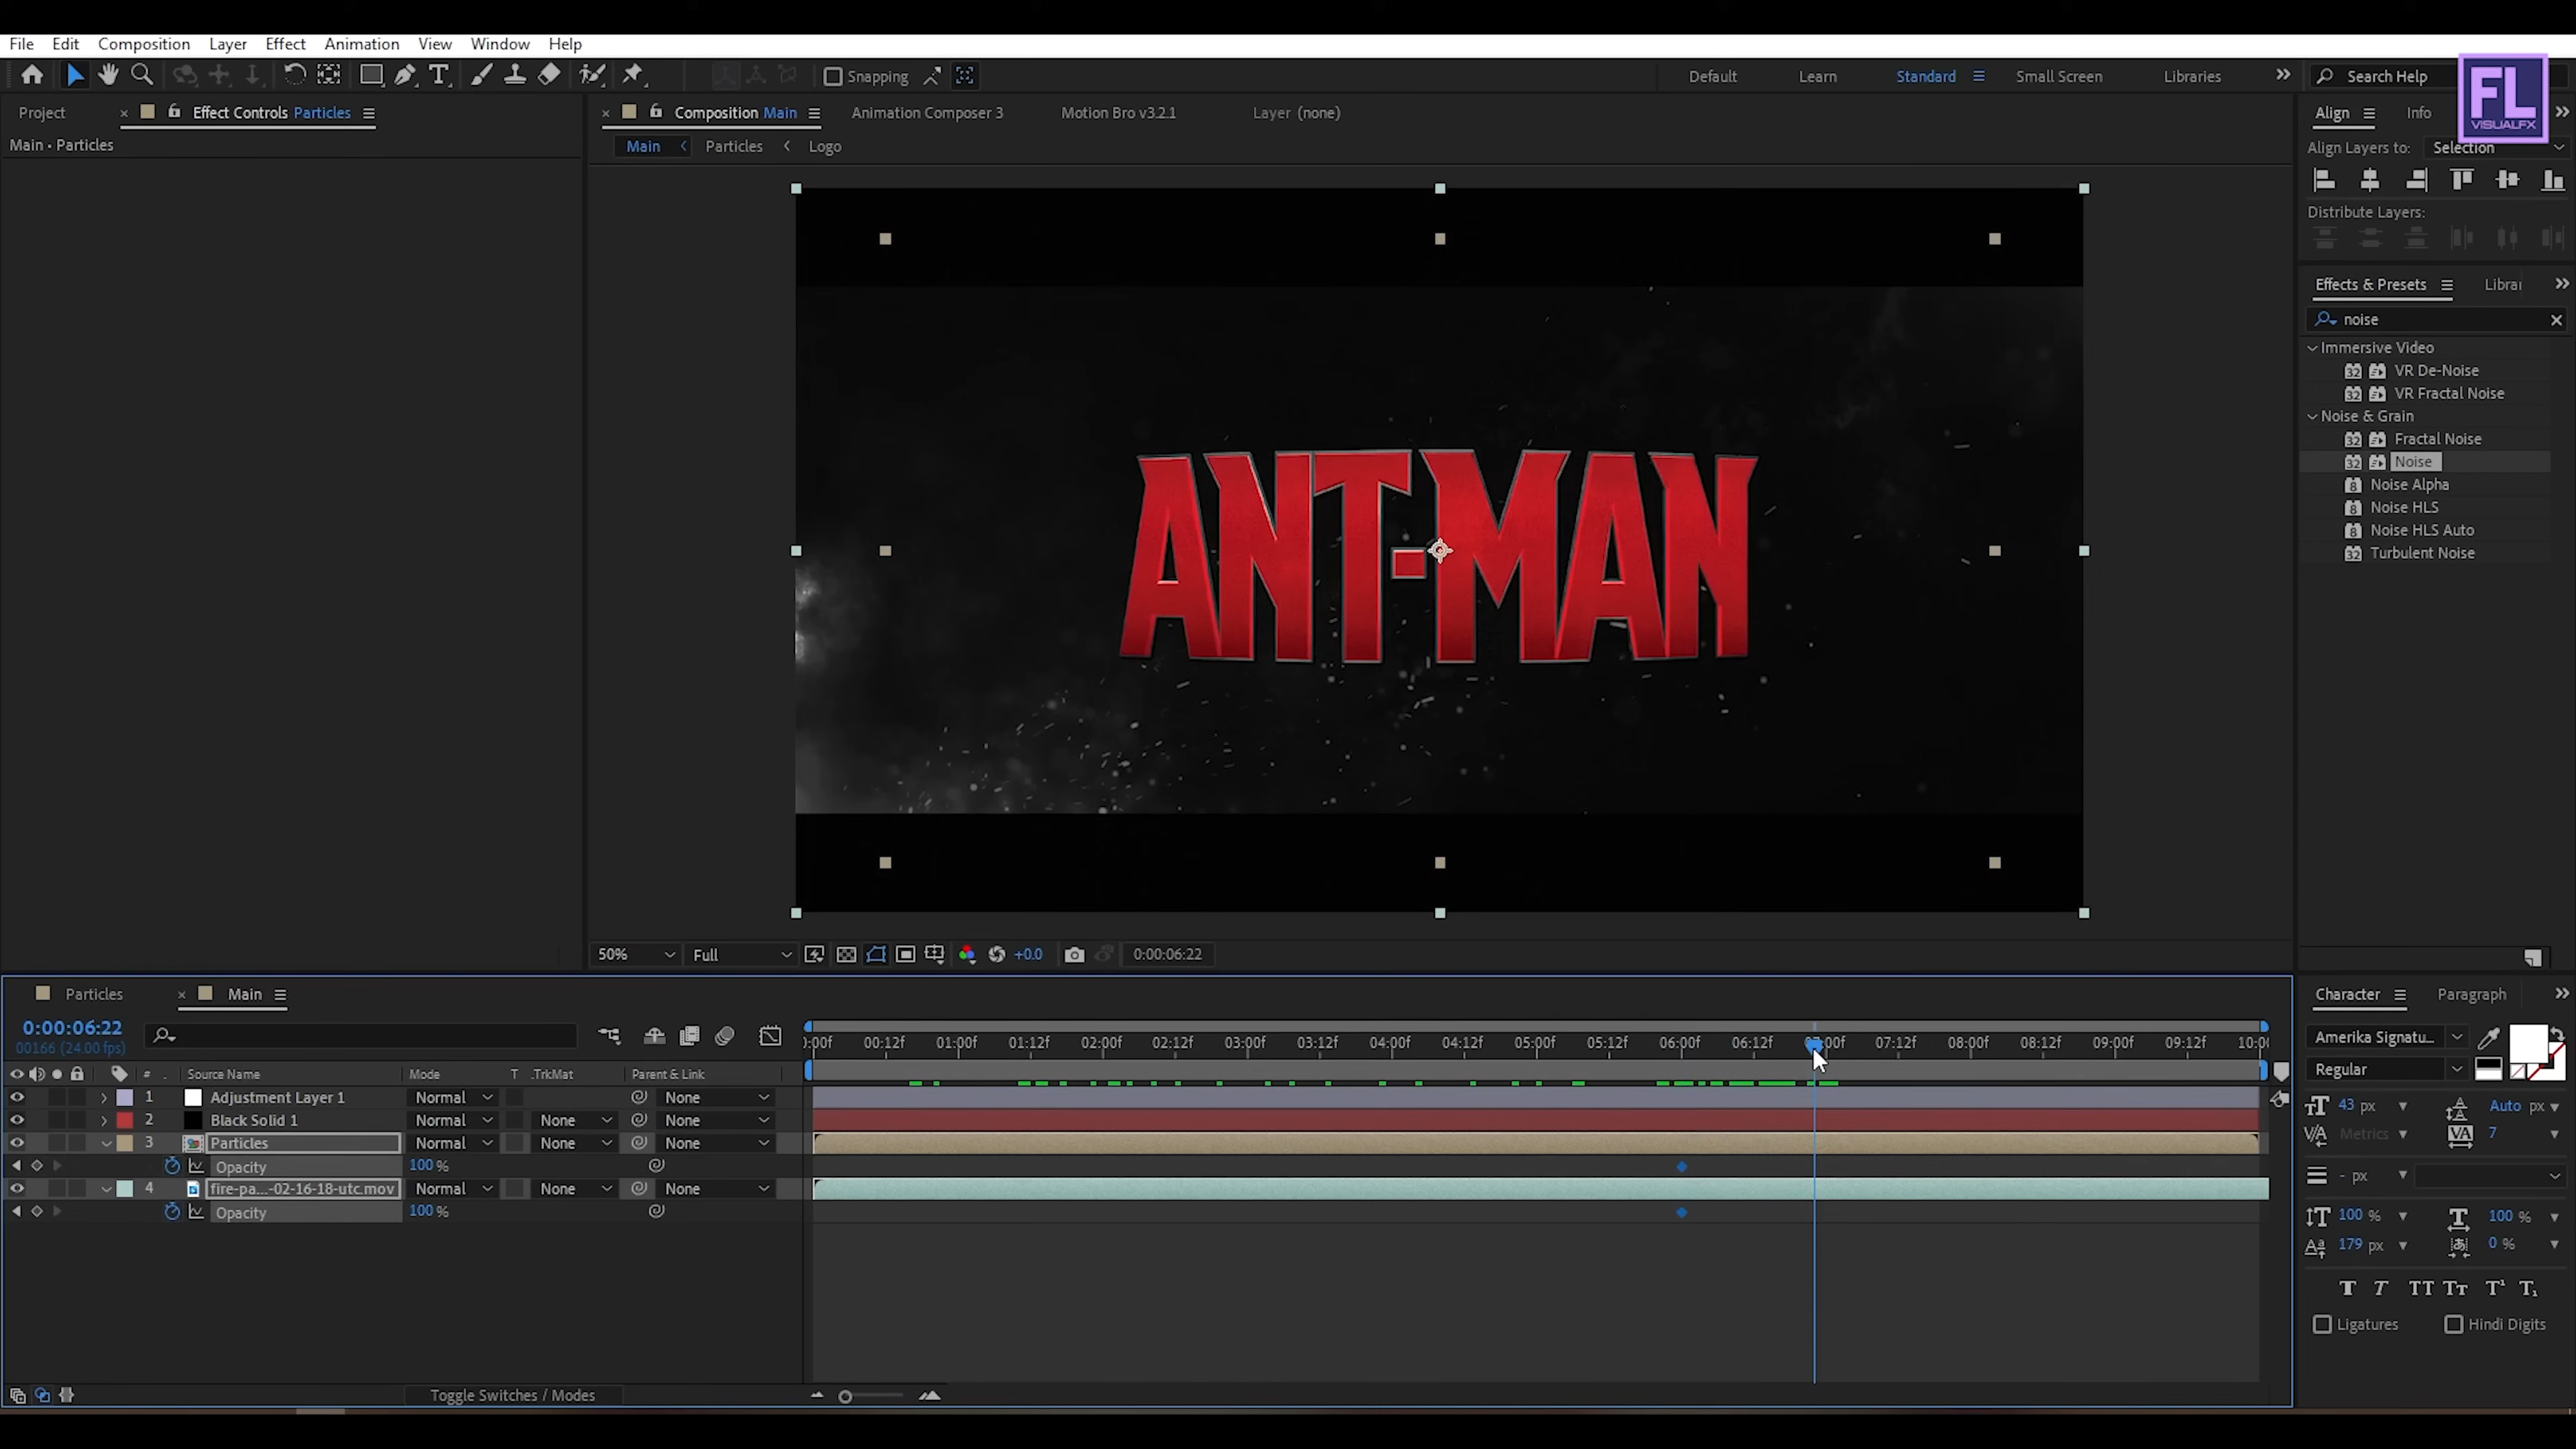 File Edit Composition Layer Effect Animation View Window Help
Snapping
Default Learn Standard Small Screen Libraries
Search Help
FL
VISUALFX
Project
Effect Controls Particles
Composition Main
Animation Composer 3
Motion Bro v3.2.1
Layer (none)
Align Info
Main • Particles
Main Particles Logo
Align Layers to: Selection
Distribute Layers:
Effects & Presets
noise
Immersive Video
VR De-Noise
VR Fractal Noise
Noise & Grain
Fractal Noise
Noise
Noise Alpha
Noise HLS
Noise HLS Auto
Turbulent Noise
ANT-MAN
50% Full +0.0 0:00:06:22
Particles Main
Character Paragraph
0:00:06:22
00166 (24.00 fps)
00:12f 01:00f 01:12f 02:00f 02:12f 03:00f 03:12f 04:00f 04:12f 05:00f 05:12f 06:00f 06:12f 07:12f 08:00f 08:12f 09:00f 09:12f
# Source Name Mode T .TrkMat Parent & Link
1 Adjustment Layer 1 Normal None
2 Black Solid 1 Normal None None
3 Particles Normal None None
Opacity 100 %
4 fire-pa...-02-16-18-utc.mov Normal None None
Opacity 100 %
Toggle Switches / Modes
Amerika Signatu...
Regular
43 px Auto px
Metrics 7
- px
100 % 100 %
179 px 0 %
Ligatures Hindi Digits